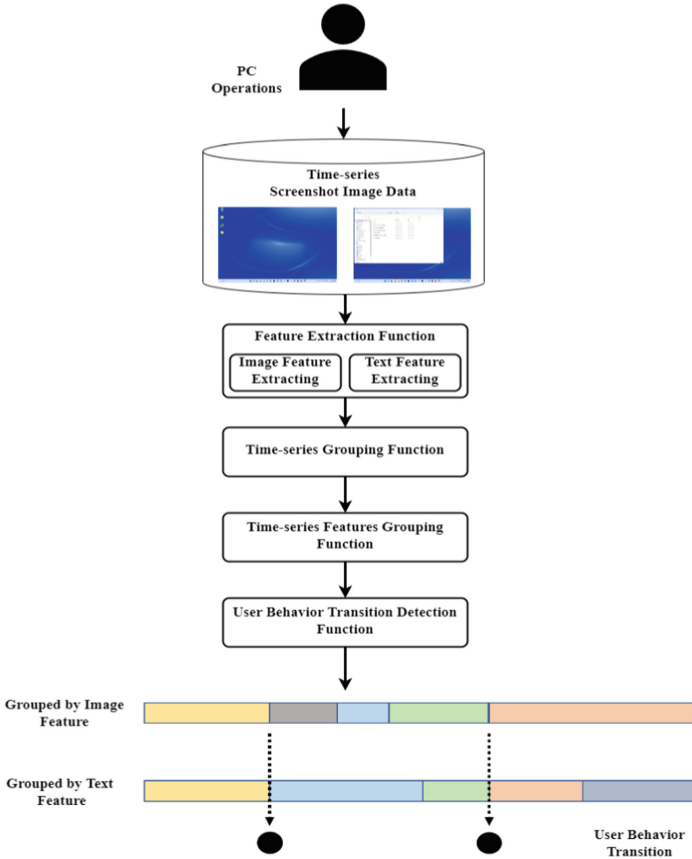 PC
Operations
Time-series
Screenshot Image Data
Feature Extraction Function
Image Feature
Extracting
Text Feature
Extracting
Time-series Grouping Function
Time-series Features Grouping
Function
User Behavior Transition Detection
Function
Grouped by Image
Feature
Grouped by Text
Feature
User Behavior
Transition